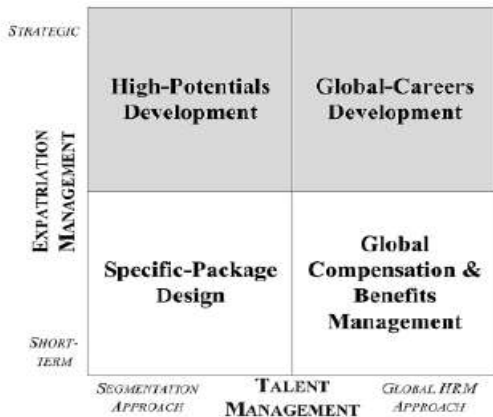 STRATEGIC
High-Potentials
Development
Global-Careers
Development
EXPATRIATION
MANAGEMENT
Specific-Package
Design
Global
Compensation &
Benefits
Management
SHORT-
TERM
SEGMENTATION
APPROACH
TALENT
MANAGEMENT
GLOBAL HRM
APPROACH